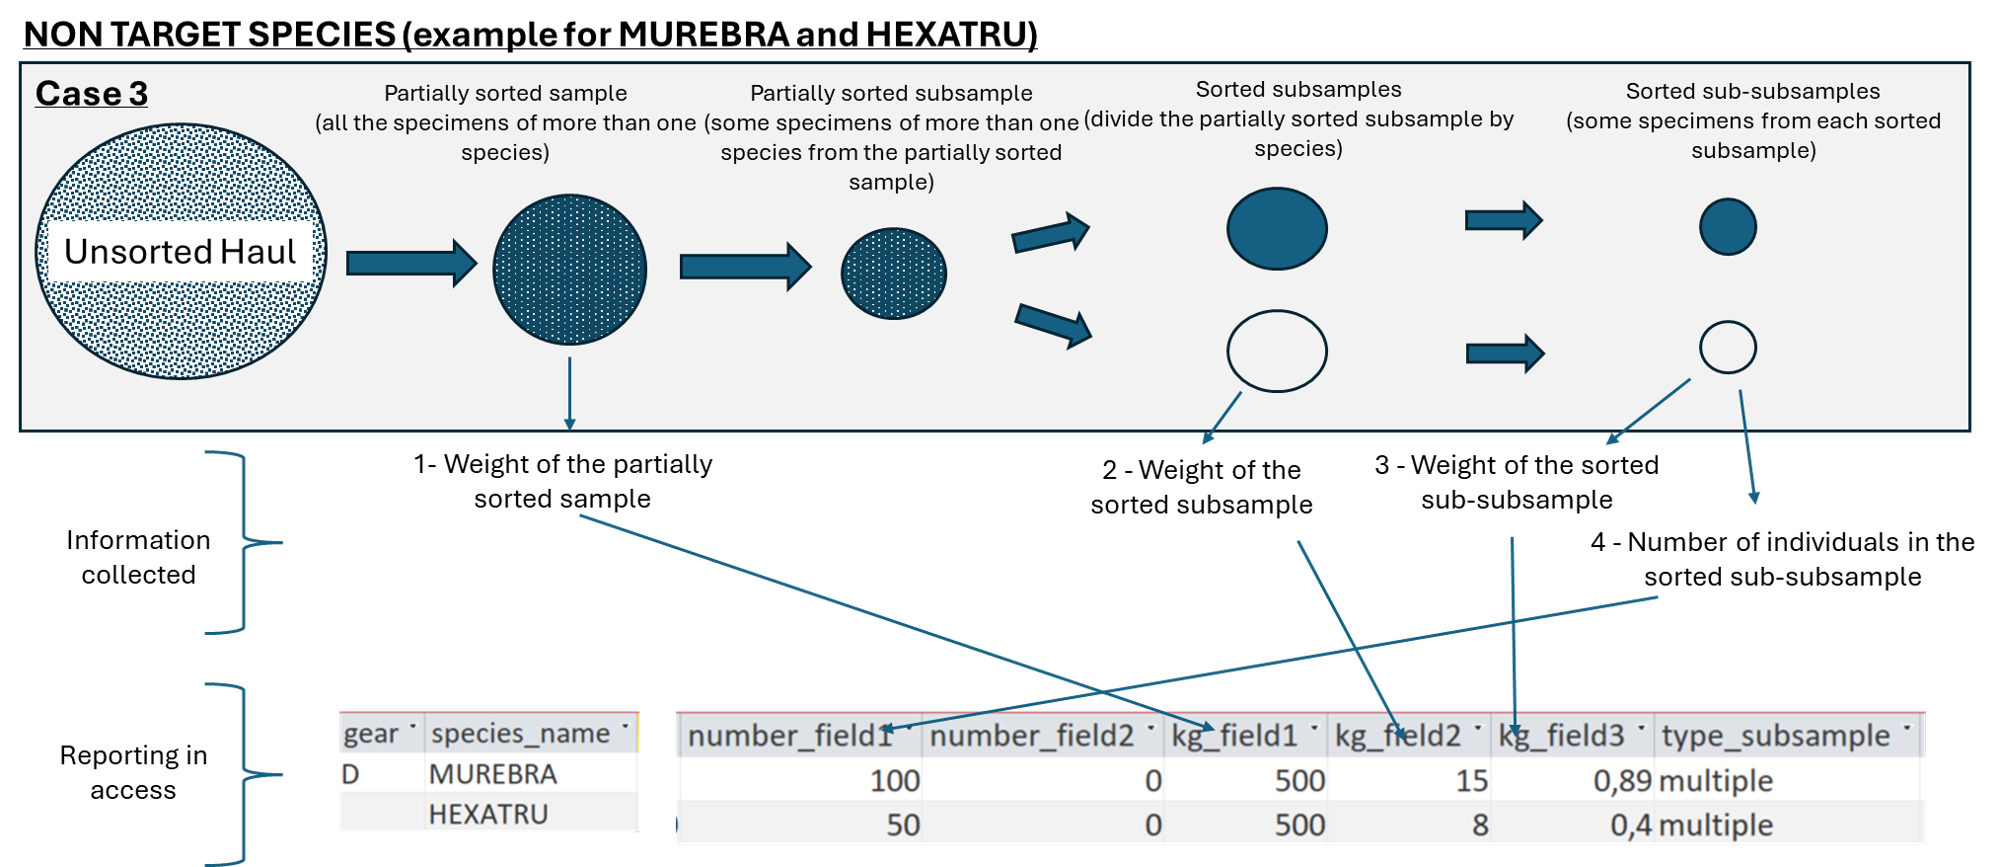 NON TARGET SPECIES (example for MUREBRA and HEXATRU)
Case 3
Unsorted Haul
Partially sorted sample
(all the specimens of more than one
species)
Partially sorted subsample
(some specimens of more than one
species from the partially sorted
sample)
Sorted subsamples
(divide the partially sorted subsample by
species)
Sorted sub-subsamples
(some specimens from each sorted
subsample)
Information
collected
1- Weight of the partially
sorted sample
2 - Weight of the
sorted subsample
3 - Weight of the sorted
sub-subsample
4 - Number of individuals in the
sorted sub-subsample
Reporting in
access
gear species_name number_field1 number_field2 kg_field1 kg_field2 kg_field3 type_subsample
D MUREBRA 100 0 500 15 0,89 multiple
HEXATRU 50 0 500 8 0,4 multiple